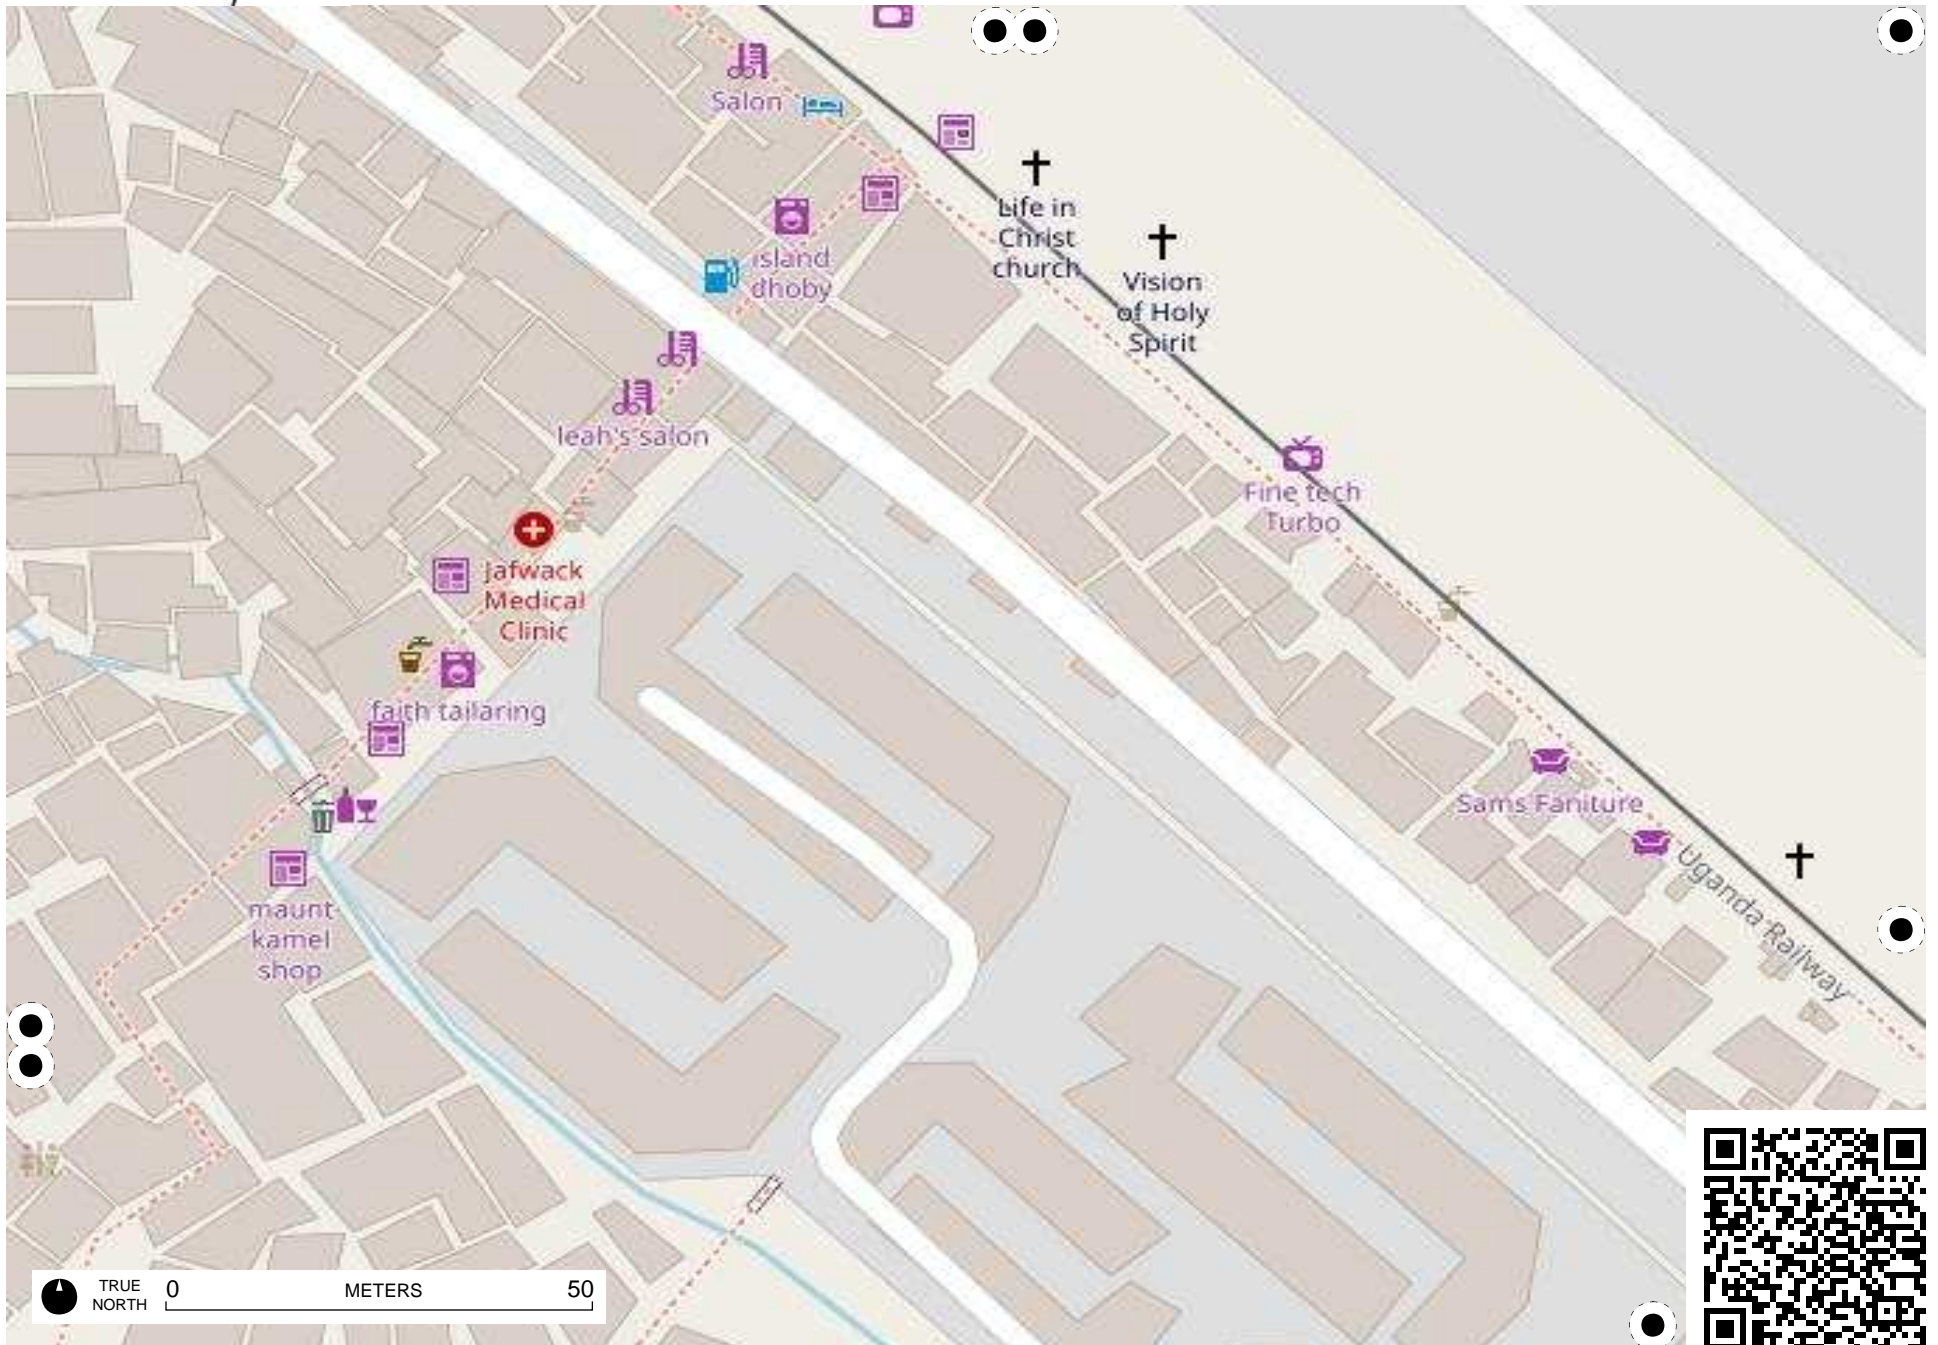 Salon
Life in
Christ
church
island
dhoby
Vision
of Holy
Spirit
leah's salon
Fine tech
Turbo
Jafwack
Medical
Clinic
faith tailaring
Sams Faniture
Uganda Railway
maunt
kamel
shop
TRUE
NORTH
0 METERS 50